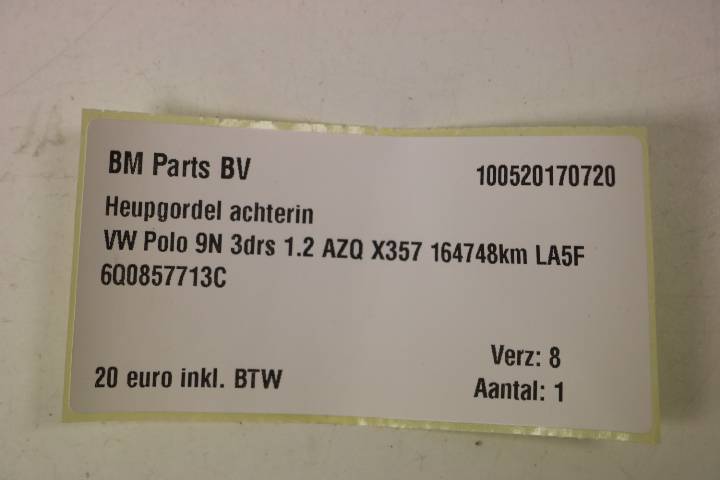 BM Parts BV 100520170720
Heupgordel achterin
VW Polo 9N 3drs 1.2 AZQ X357 164748km LA5F
6Q0857713C
Verz: 8
20 euro inkl. BTW Aantal: 1